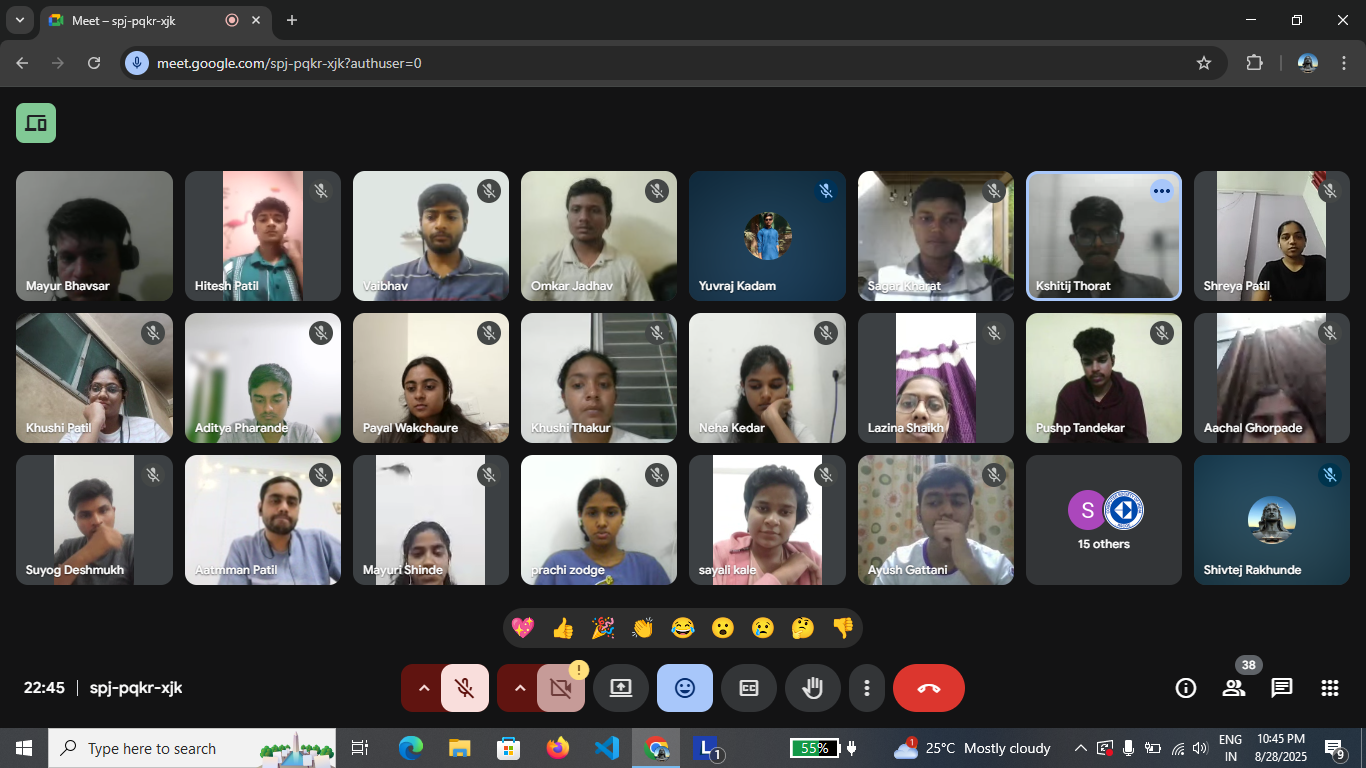 Meet – spj-pqkr-xjk
meet.google.com/spj-pqkr-xjk?authuser=0
Mayur Bhavsar
Hitesh Patil
Vaibhav
Omkar Jadhav
Yuvraj Kadam
Sagar Kharat
Kshitij Thorat
Shreya Patil
Khushi Patil
Aditya Pharande
Payal Wakchaure
Khushi Thakur
Neha Kedar
Lazina Shaikh
Pushp Tandekar
Aachal Ghorpade
Suyog Deshmukh
Aatmman Patil
Mayuri Shinde
prachi zodge
sayali kale
Ayush Gattani
S
15 others
Shivtej Rakhunde
22:45 | spj-pqkr-xjk
CC
!
38
Type here to search
L
1
55%
1
25°C Mostly cloudy
ENG
IN
10:45 PM
8/28/2025
9